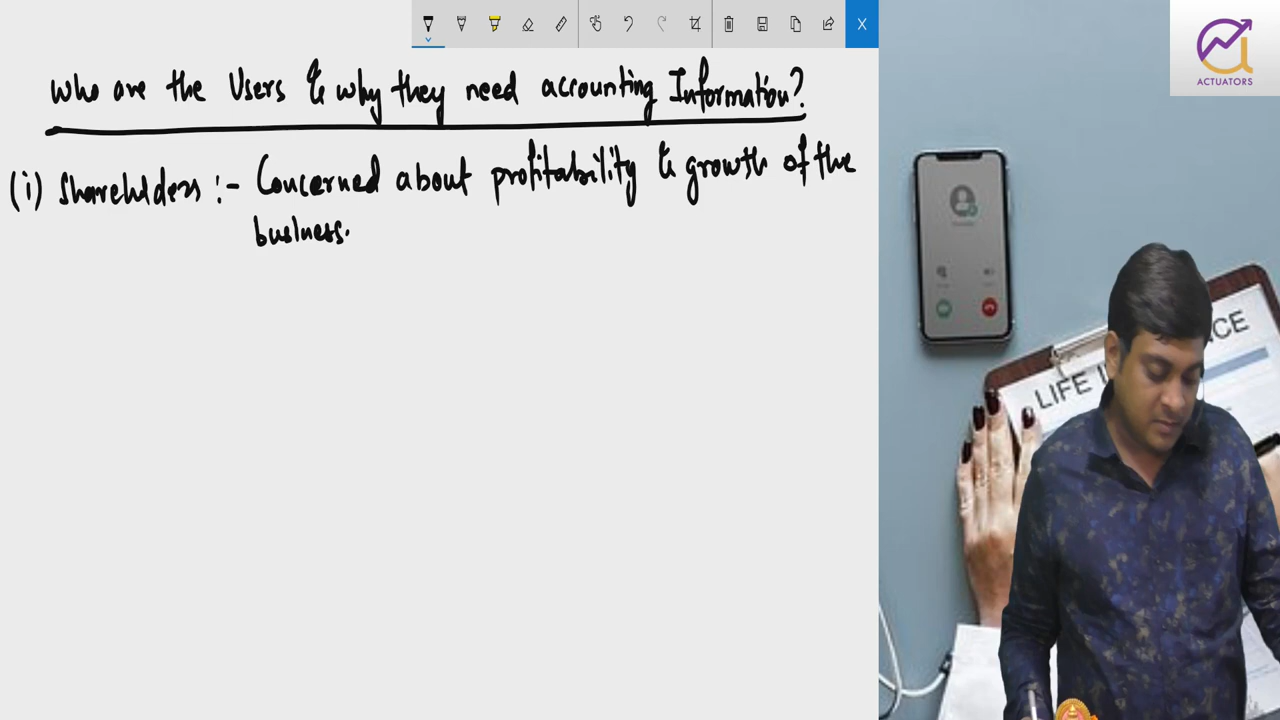 Who are the Users & why they need accounting Information?
(i) Shareholders :- Concerned about profitability & growth of the
business.
ACTUATORS
LIFE I
CE